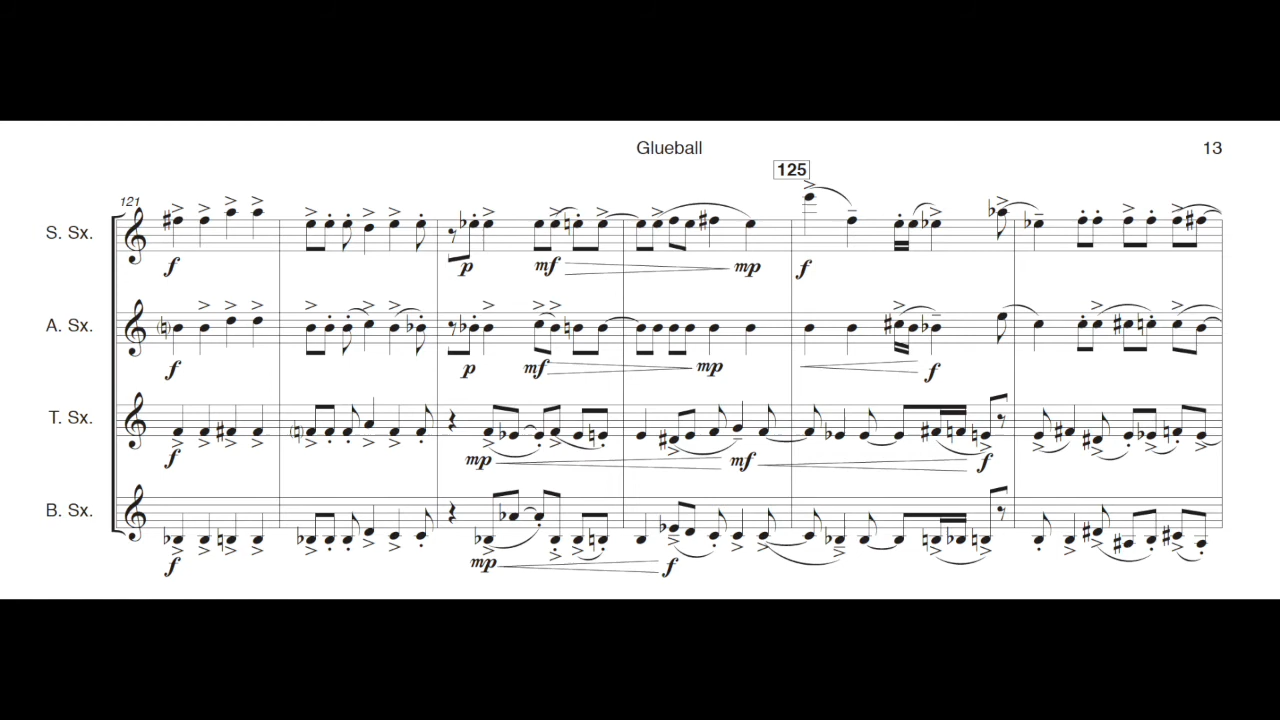 Glueball 13
125
121
S. Sx.
f p mf mp f
A. Sx.
f p mf mp f
T. Sx.
f mp mf f
B. Sx.
f mp f